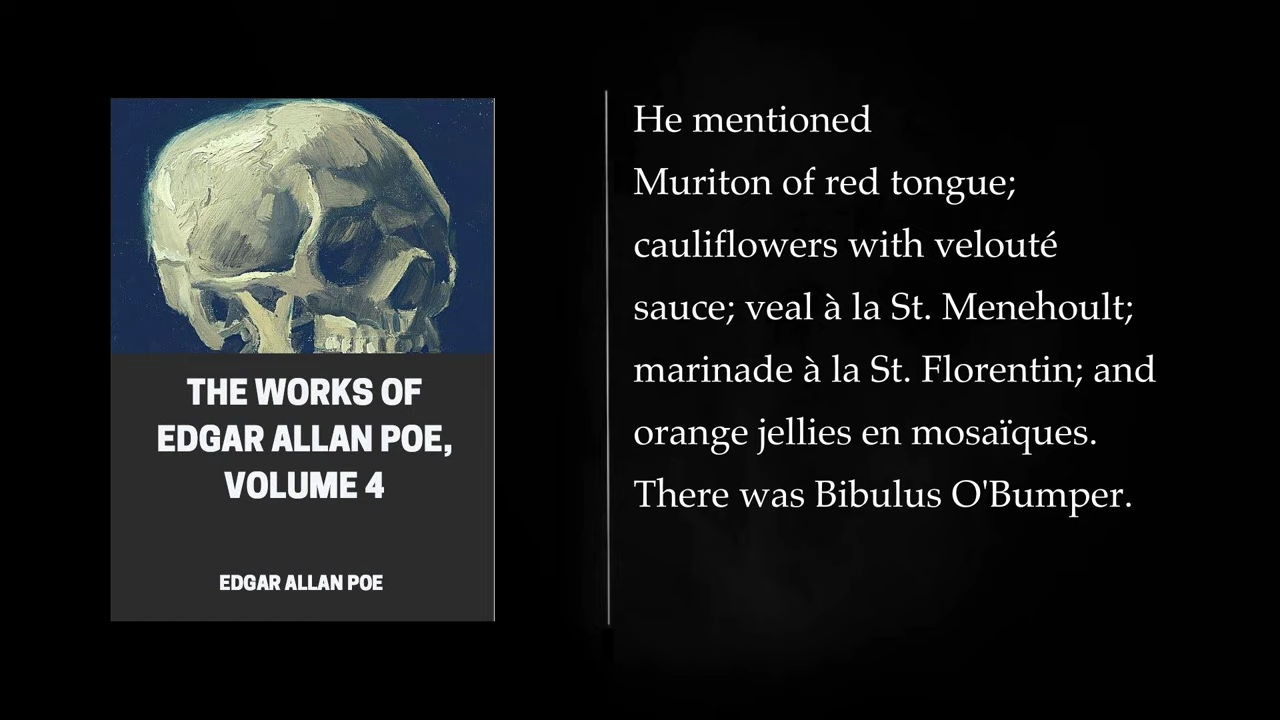 THE WORKS OF
EDGAR ALLAN POE,
VOLUME 4
EDGAR ALLAN POE
He mentioned
Muriton of red tongue;
cauliflowers with velouté
sauce; veal à la St. Menehoult;
marinade à la St. Florentin; and
orange jellies en mosaïques.
There was Bibulus O'Bumper.